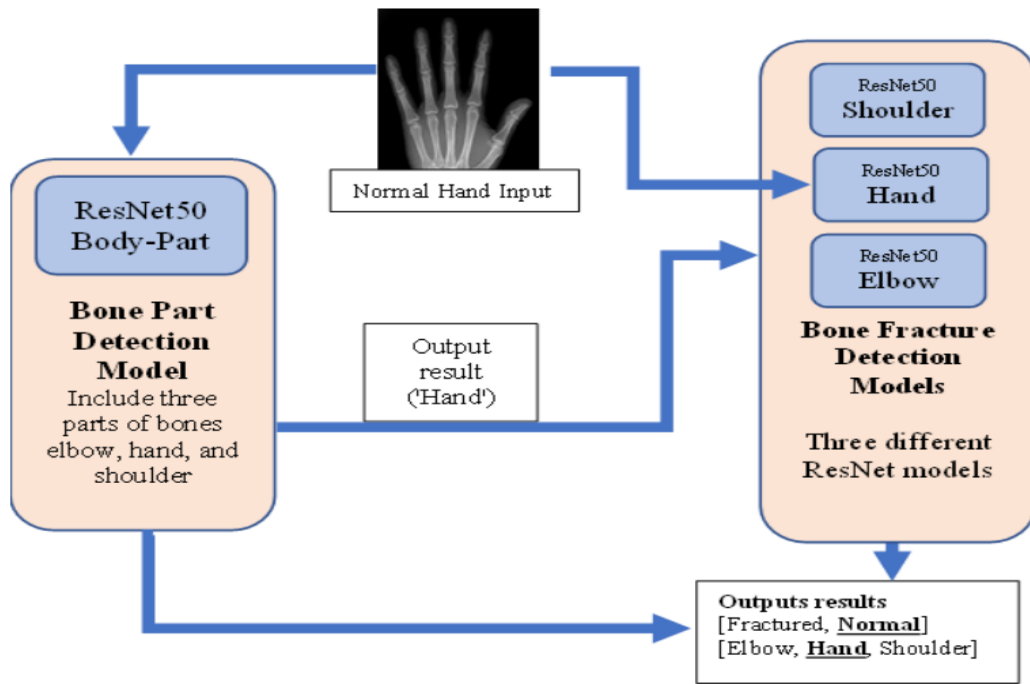 Normal Hand Input
ResNet50
Body-Part
Bone Part
Detection
Model
Include three
parts of bones
elbow, hand, and
shoulder
Output
result
('Hand')
ResNet50
Shoulder
ResNet50
Hand
ResNet50
Elbow
Bone Fracture
Detection
Models
Three different
ResNet models
Outputs results
[Fractured, Normal]
[Elbow, Hand, Shoulder]